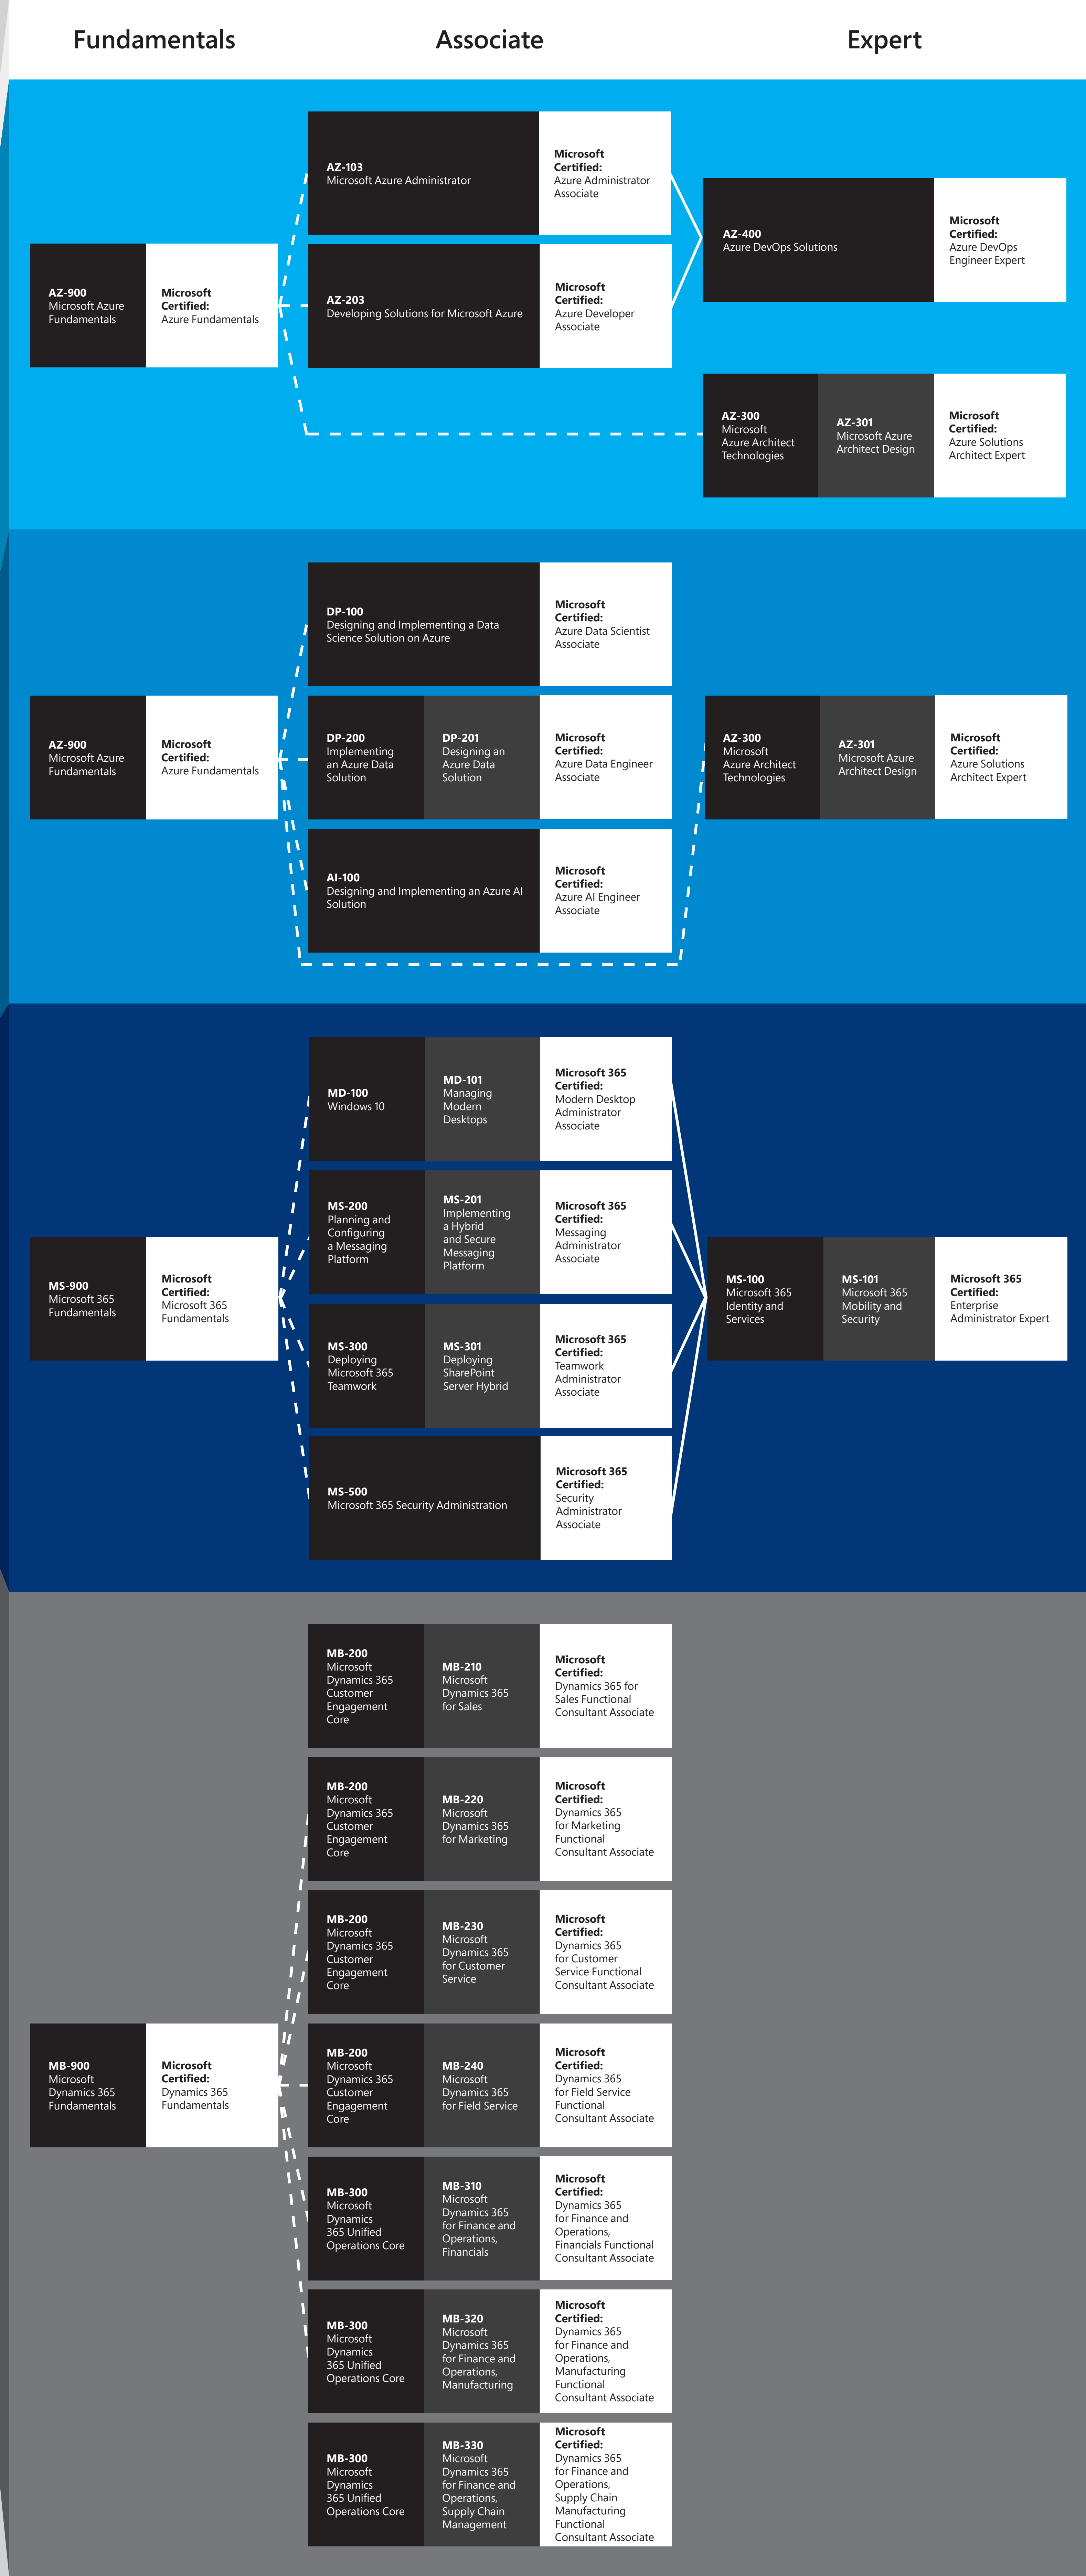 Fundamentals
Associate
Expert
AZ-900
Microsoft Azure
Fundamentals
Microsoft
Certified:
Azure Fundamentals
AZ-103
Microsoft Azure Administrator
Microsoft
Certified:
Azure Administrator
Associate
AZ-203
Developing Solutions for Microsoft Azure
Microsoft
Certified:
Azure Developer
Associate
AZ-400
Azure DevOps Solutions
Microsoft
Certified:
Azure DevOps
Engineer Expert
AZ-300
Microsoft
Azure Architect
Technologies
AZ-301
Microsoft Azure
Architect Design
Microsoft
Certified:
Azure Solutions
Architect Expert
AZ-900
Microsoft Azure
Fundamentals
Microsoft
Certified:
Azure Fundamentals
DP-100
Designing and Implementing a Data
Science Solution on Azure
Microsoft
Certified:
Azure Data Scientist
Associate
DP-200
Implementing
an Azure Data
Solution
DP-201
Designing an
Azure Data
Solution
Microsoft
Certified:
Azure Data Engineer
Associate
AI-100
Designing and Implementing an Azure AI
Solution
Microsoft
Certified:
Azure AI Engineer
Associate
AZ-300
Microsoft
Azure Architect
Technologies
AZ-301
Microsoft Azure
Architect Design
Microsoft
Certified:
Azure Solutions
Architect Expert
MS-900
Microsoft 365
Fundamentals
Microsoft
Certified:
Microsoft 365
Fundamentals
MD-100
Windows 10
MD-101
Managing
Modern
Desktops
Microsoft 365
Certified:
Modern Desktop
Administrator
Associate
MS-200
Planning and
Configuring
a Messaging
Platform
MS-201
Implementing
a Hybrid
and Secure
Messaging
Platform
Microsoft 365
Certified:
Messaging
Administrator
Associate
MS-300
Deploying
Microsoft 365
Teamwork
MS-301
Deploying
SharePoint
Server Hybrid
Microsoft 365
Certified:
Teamwork
Administrator
Associate
MS-500
Microsoft 365 Security Administration
Microsoft 365
Certified:
Security
Administrator
Associate
MS-100
Microsoft 365
Identity and
Services
MS-101
Microsoft 365
Mobility and
Security
Microsoft 365
Certified:
Enterprise
Administrator Expert
MB-900
Microsoft
Dynamics 365
Fundamentals
Microsoft
Certified:
Dynamics 365
Fundamentals
MB-200
Microsoft
Dynamics 365
Customer
Engagement
Core
MB-210
Microsoft
Dynamics 365
for Sales
Microsoft
Certified:
Dynamics 365 for
Sales Functional
Consultant Associate
MB-200
Microsoft
Dynamics 365
Customer
Engagement
Core
MB-220
Microsoft
Dynamics 365
for Marketing
Microsoft
Certified:
Dynamics 365
for Marketing
Functional
Consultant Associate
MB-200
Microsoft
Dynamics 365
Customer
Engagement
Core
MB-230
Microsoft
Dynamics 365
for Customer
Service
Microsoft
Certified:
Dynamics 365
for Customer
Service Functional
Consultant Associate
MB-200
Microsoft
Dynamics 365
Customer
Engagement
Core
MB-240
Microsoft
Dynamics 365
for Field Service
Microsoft
Certified:
Dynamics 365
for Field Service
Functional
Consultant Associate
MB-300
Microsoft
Dynamics
365 Unified
Operations Core
MB-310
Microsoft
Dynamics 365
for Finance and
Operations,
Financials
Microsoft
Certified:
Dynamics 365
for Finance and
Operations,
Financials Functional
Consultant Associate
MB-300
Microsoft
Dynamics
365 Unified
Operations Core
MB-320
Microsoft
Dynamics 365
for Finance and
Operations,
Manufacturing
Microsoft
Certified:
Dynamics 365
for Finance and
Operations,
Manufacturing
Functional
Consultant Associate
MB-300
Microsoft
Dynamics
365 Unified
Operations Core
MB-330
Microsoft
Dynamics 365
for Finance and
Operations,
Supply Chain
Management
Microsoft
Certified:
Dynamics 365
for Finance and
Operations,
Supply Chain
Manufacturing
Functional
Consultant Associate